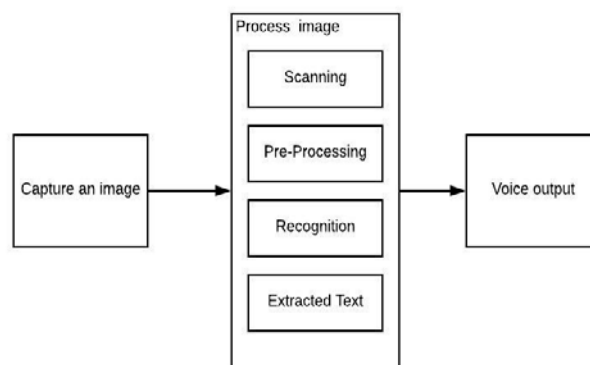 Process image
Scanning
Pre-Processing
Capture an image
Voice output
Recognition
Extracted Text